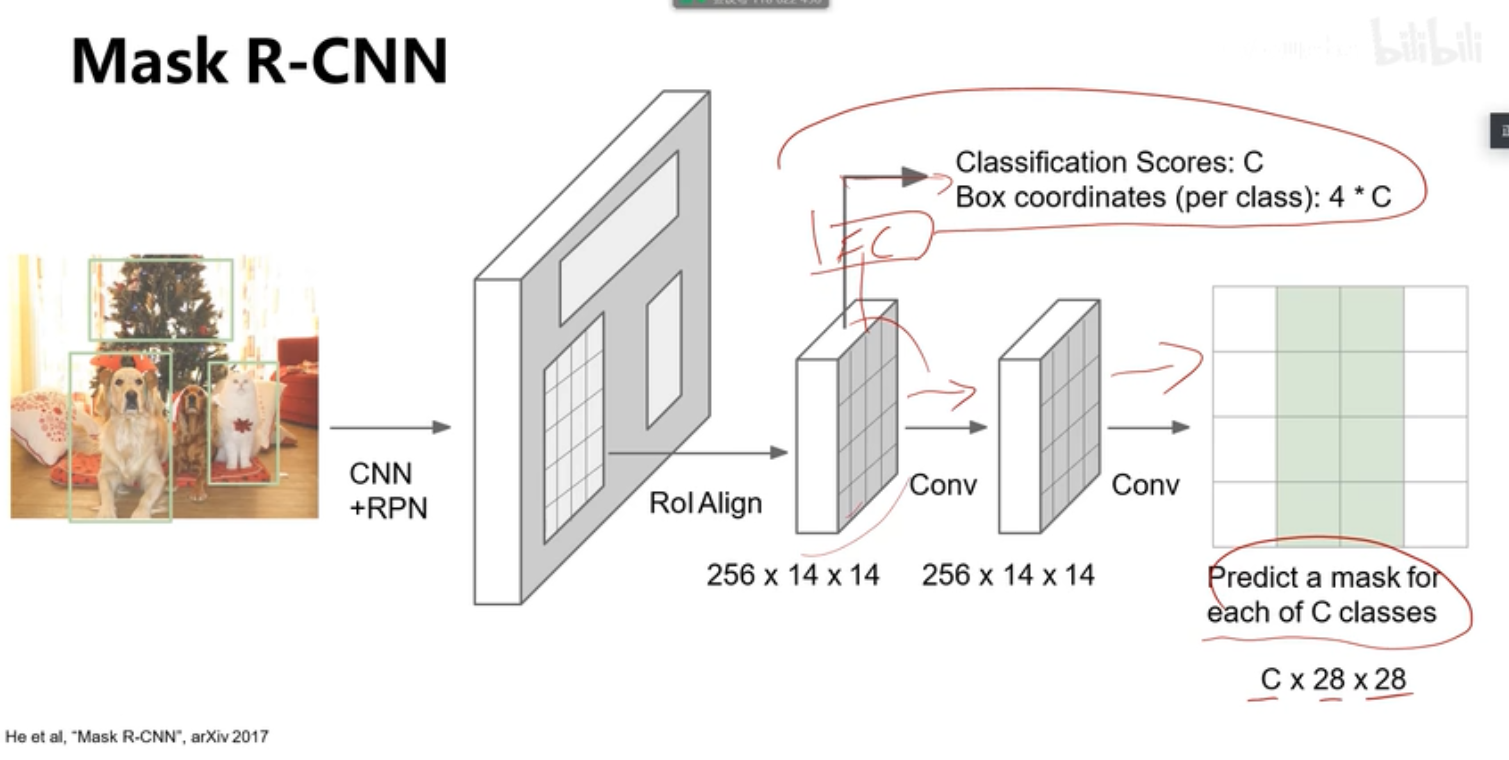 Mask R-CNN
bilibili
Classification Scores: C
Box coordinates (per class): 4 * C
FC
CNN
+RPN
RoI Align
Conv
Conv
256 x 14 x 14
256 x 14 x 14
Predict a mask for
each of C classes
C x 28 x 28
He et al, “Mask R-CNN”, arXiv 2017